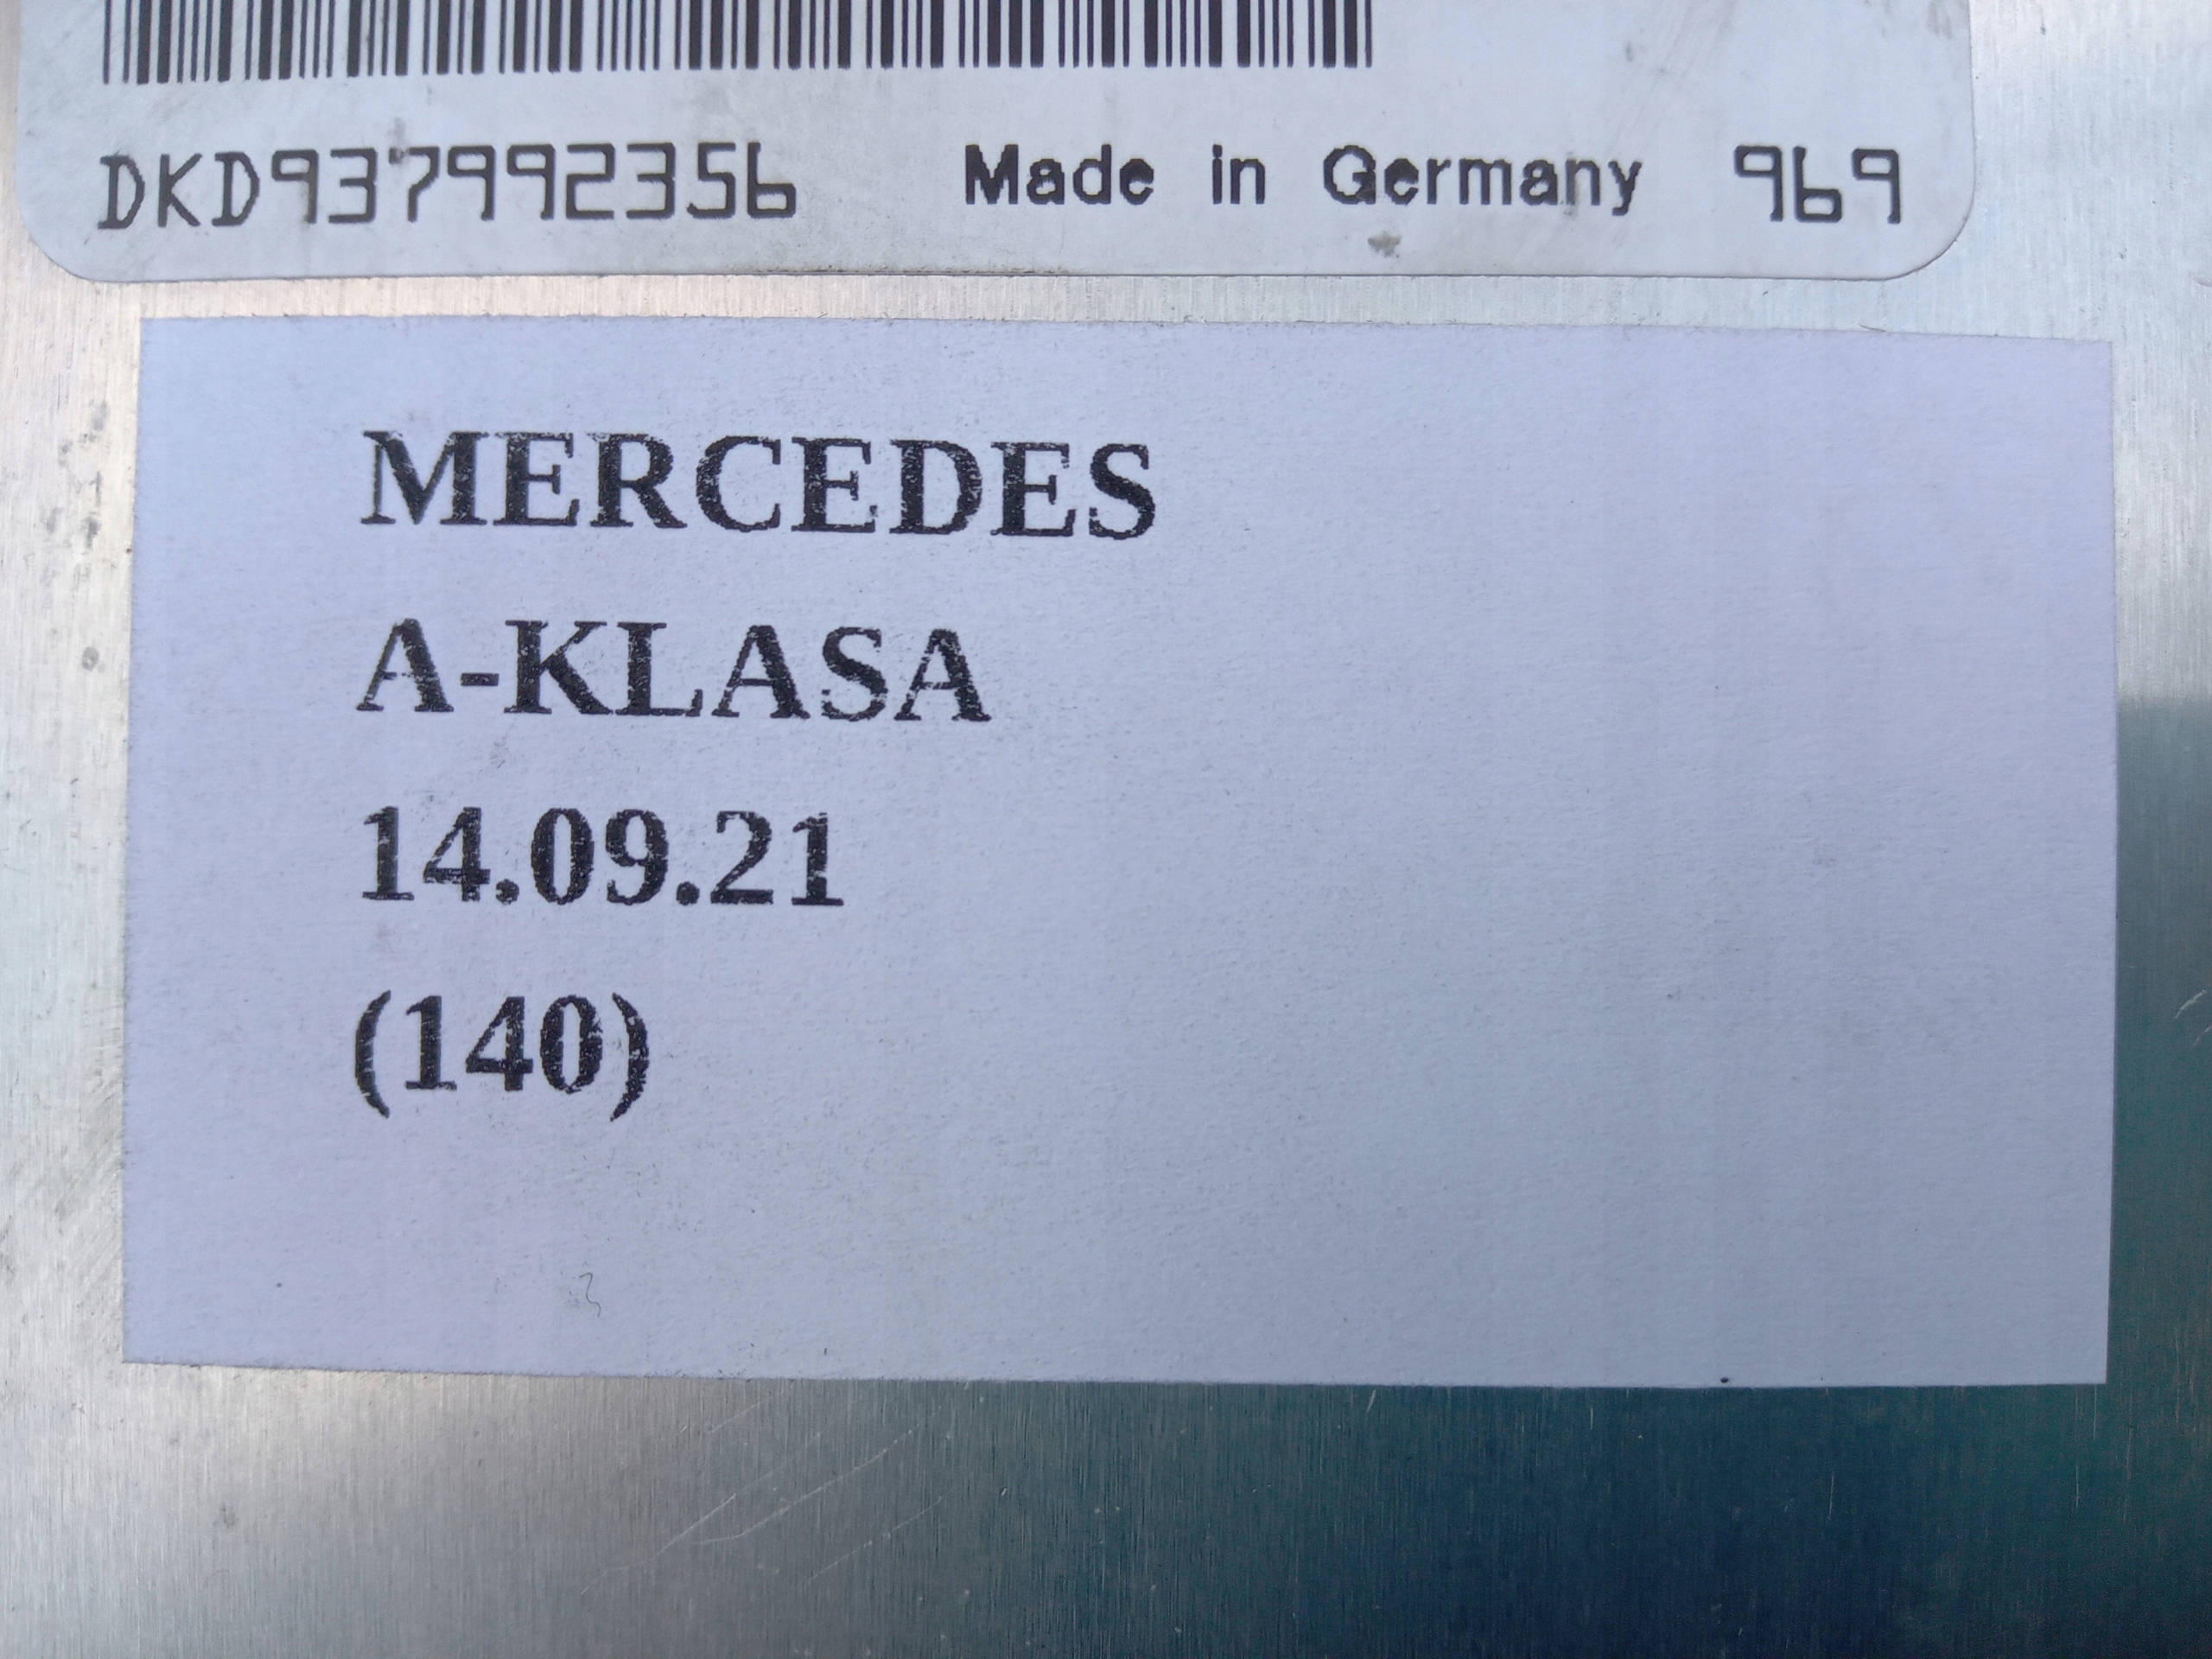 DKD937992356 Made in Germany 969
MERCEDES
A-KLASA
14.09.21
(140)